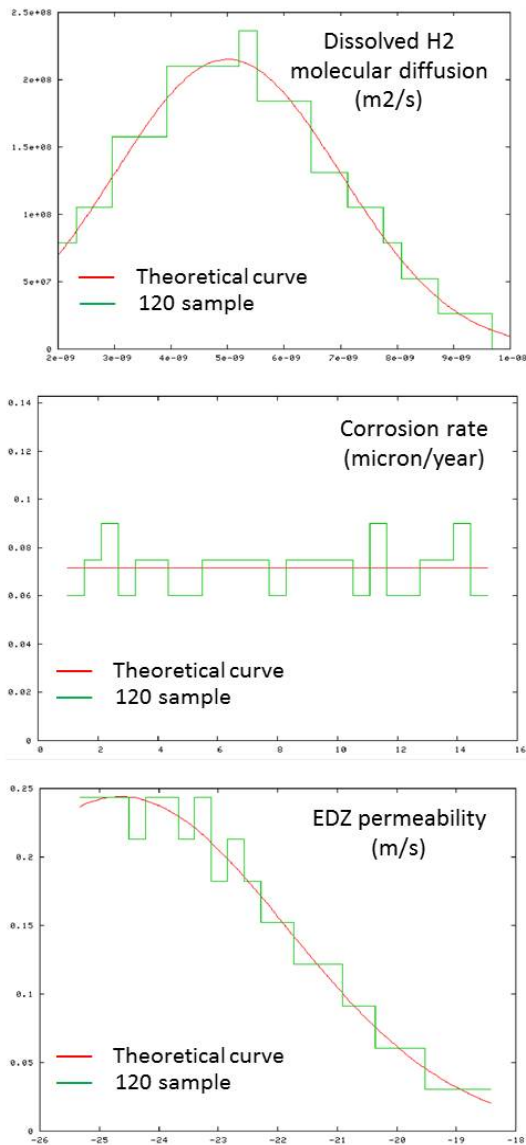 Dissolved H2
molecular diffusion
(m2/s)
2e+08
1.5e+08
1e+08
5e+07
0
Theoretical curve
120 sample
2e-09 3e-09 4e-09 5e-09 6e-09 7e-09 8e-09 9e-09 1e-08
Corrosion rate
(micron/year)
0.14
0.12
0.1
0.08
0.06
0.04
0.02
0
Theoretical curve
120 sample
0 2 4 6 8 10 12 14 16
EDZ permeability
(m/s)
0.25
0.2
0.15
0.1
0.05
0
Theoretical curve
120 sample
-26 -25 -24 -23 -22 -21 -20 -19 -18